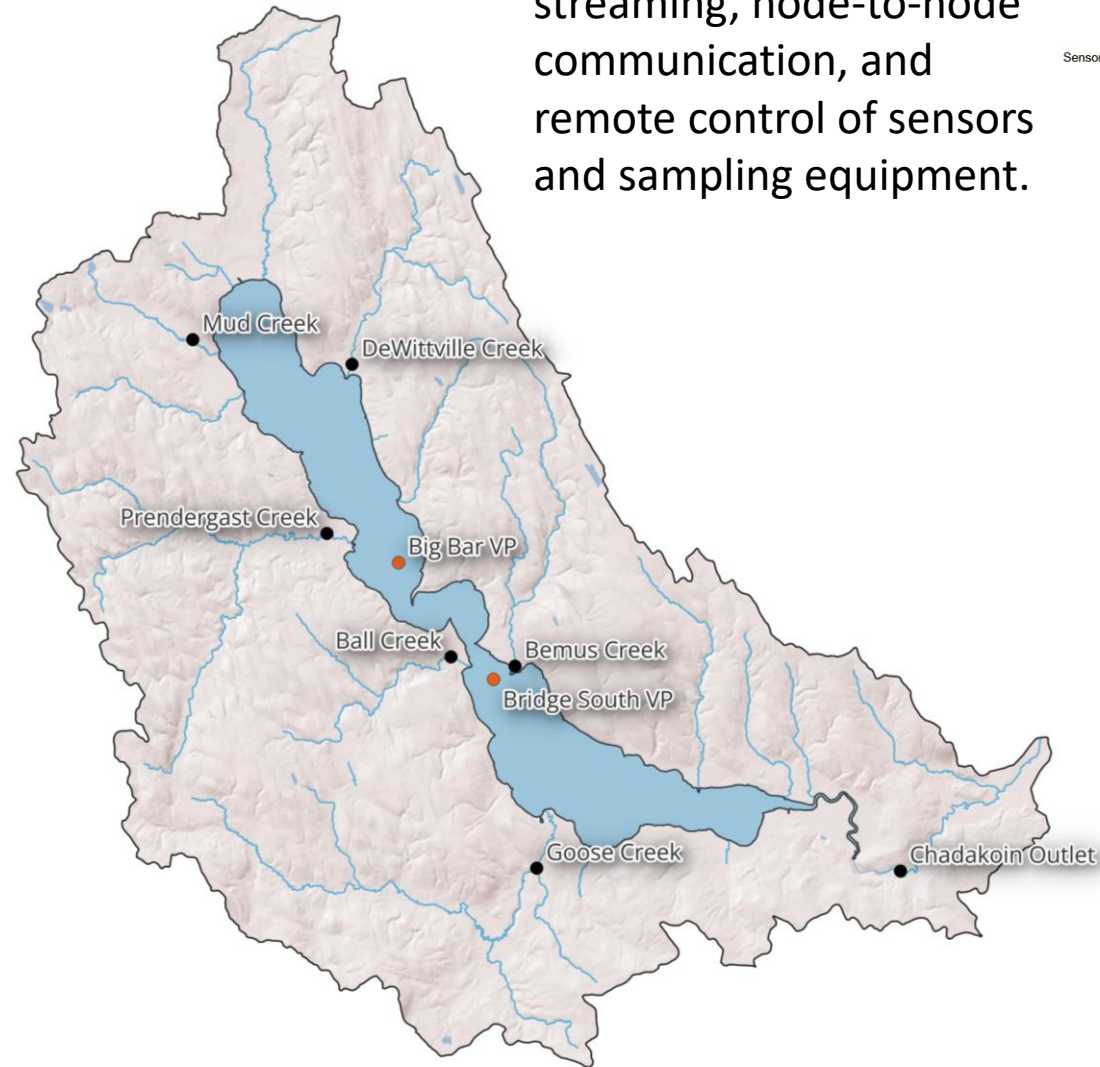 streaming, node-to-node
communication, and
remote control of sensors
and sampling equipment.
Sensor
Mud Creek
DeWittville Creek
Prendergast Creek
Big Bar VP
Ball Creek
Bemus Creek
Bridge South VP
Goose Creek
Chadakoin Outlet